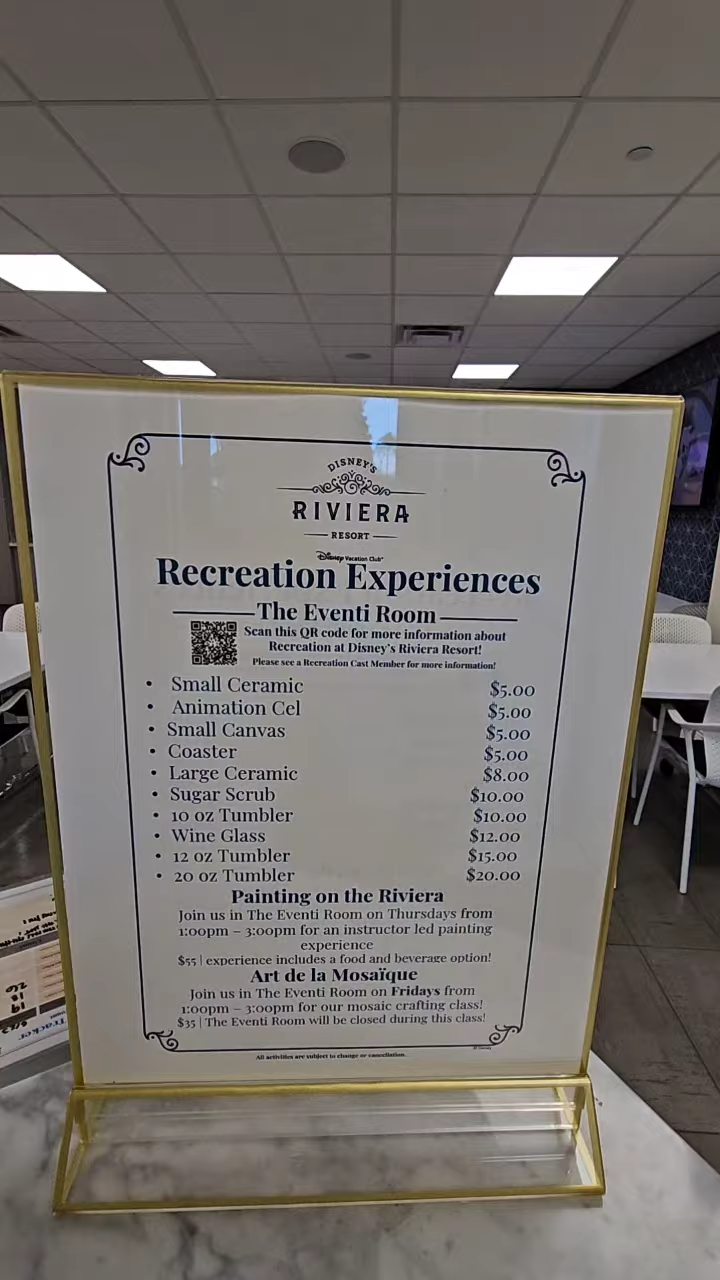 DISNEY'S
RIVIERA
RESORT
Disney Vacation Club®
Recreation Experiences
The Eventi Room
Scan this QR code for more information about
Recreation at Disney's Riviera Resort!
Please see a Recreation Cast Member for more information!
• Small Ceramic $5.00
• Animation Cel $5.00
• Small Canvas $5.00
• Coaster $5.00
• Large Ceramic $8.00
• Sugar Scrub $10.00
• 10 oz Tumbler $10.00
• Wine Glass $12.00
• 12 oz Tumbler $15.00
• 20 oz Tumbler $20.00
Painting on the Riviera
Join us in The Eventi Room on Thursdays from
1:00pm – 3:00pm for an instructor led painting
experience
$55 | experience includes a food and beverage option!
Art de la Mosaïque
Join us in The Eventi Room on Fridays from
1:00pm – 3:00pm for our mosaic crafting class!
$35 | The Eventi Room will be closed during this class!
©Disney
All activities are subject to change or cancellation.
Tracker
19
18
26